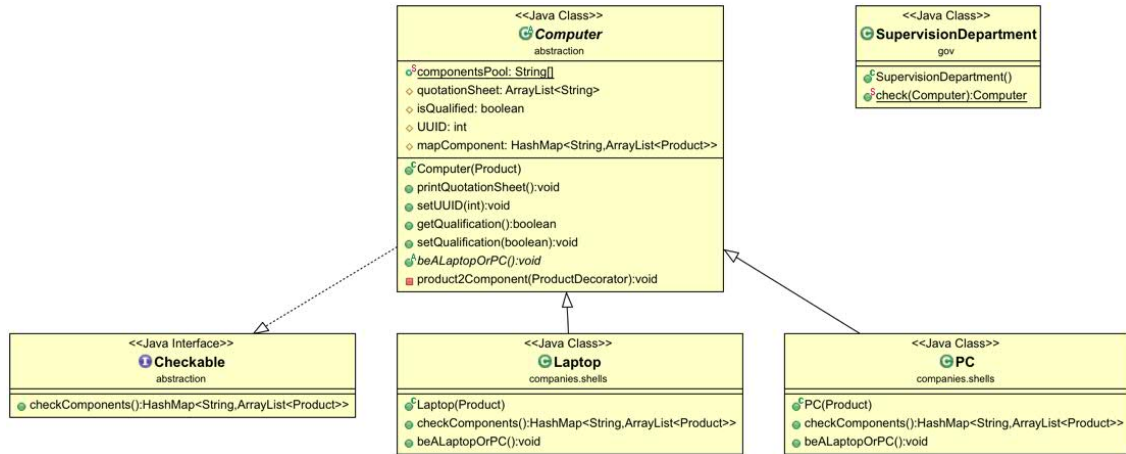 <<Java Class>>
Computer
abstraction
componentsPool: String[]
quotationSheet: ArrayList<String>
isQualified: boolean
UUID: int
mapComponent: HashMap<String,ArrayList<Product>>
Computer(Product)
printQuotationSheet():void
setUUID(int):void
getQualification():boolean
setQualification(boolean):void
beALaptopOrPC():void
product2Component(ProductDecorator):void
<<Java Class>>
SupervisionDepartment
gov
SupervisionDepartment()
check(Computer):Computer
<<Java Interface>>
Checkable
abstraction
checkComponents():HashMap<String,ArrayList<Product>>
<<Java Class>>
Laptop
companies.shells
Laptop(Product)
checkComponents():HashMap<String,ArrayList<Product>>
beALaptopOrPC():void
<<Java Class>>
PC
companies.shells
PC(Product)
checkComponents():HashMap<String,ArrayList<Product>>
beALaptopOrPC():void